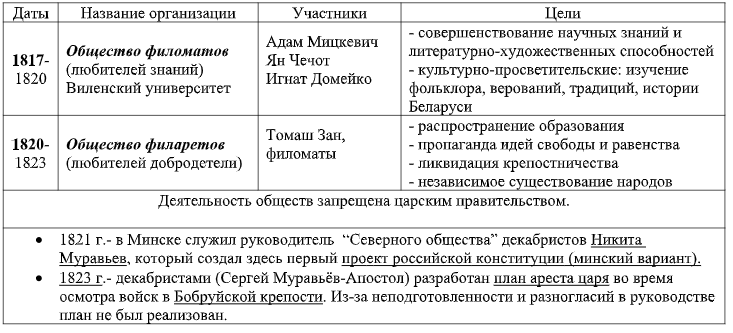 Даты Название организации Участники Цели
1817-
1820
Общество филоматов
(любителей знаний)
Виленский университет
Адам Мицкевич
Ян Чечот
Игнат Домейко
- совершенствование научных знаний и
литературно-художественных способностей
- культурно-просветительские: изучение
фольклора, верований, традиций, истории
Беларуси
1820-
1823
Общество филаретов
(любителей добродетели)
Томаш Зан,
филоматы
- распространение образования
- пропаганда идей свободы и равенства
- ликвидация крепостничества
- независимое существование народов
Деятельность обществ запрещена царским правительством.
• 1821 г.- в Минске служил руководитель “Северного общества” декабристов Никита
Муравьев, который создал здесь первый проект российской конституции (минский вариант).
• 1823 г.- декабристами (Сергей Муравьёв-Апостол) разработан план ареста царя во время
осмотра войск в Бобруйской крепости. Из-за неподготовленности и разногласий в руководстве
план не был реализован.